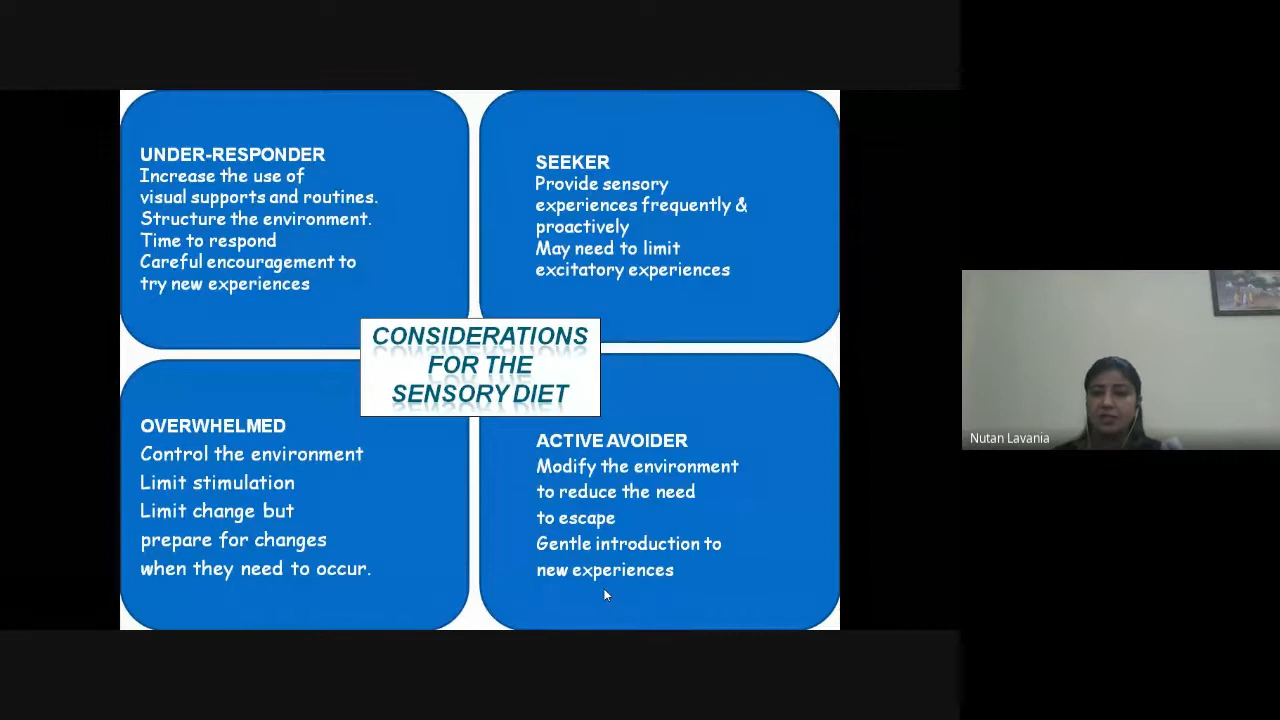 UNDER-RESPONDER
Increase the use of
visual supports and routines.
Structure the environment.
Time to respond
Careful encouragement to
try new experiences
SEEKER
Provide sensory
experiences frequently &
proactively
May need to limit
excitatory experiences
CONSIDERATIONS
FOR THE
SENSORY DIET
OVERWHELMED
Control the environment
Limit stimulation
Limit change but
prepare for changes
when they need to occur.
ACTIVE AVOIDER
Modify the environment
to reduce the need
to escape
Gentle introduction to
new experiences
Nutan Lavania